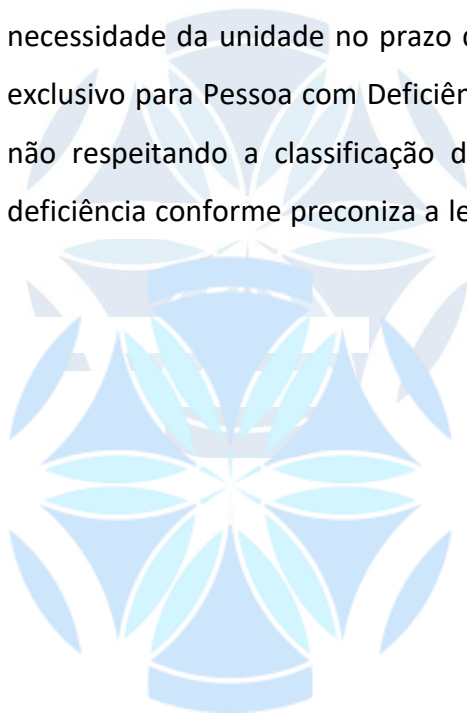 necessidade da unidade no prazo
exclusivo para Pessoa com Deficiên
não respeitando a classificação d
deficiência conforme preconiza a le